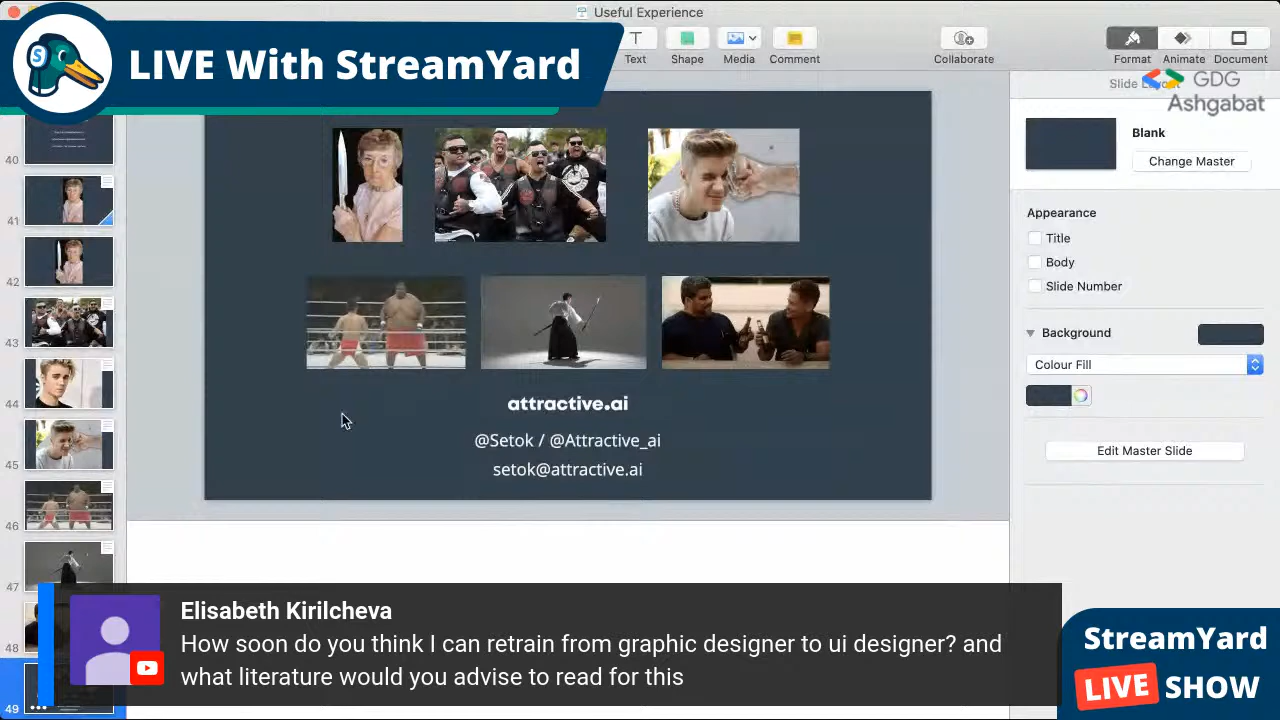 Useful Experience
LIVE With StreamYard
S
Text
Shape
Media
Comment
Collaborate
Format
Animate
Document
GDG
Ashgabat
Blank
Change Master
Appearance
Title
Body
Slide Number
Background
Colour Fill
Edit Master Slide
40
41
42
43
44
45
46
47
48
49
attractive.ai
@Setok / @Attractive_ai
setok@attractive.ai
Elisabeth Kirilcheva
How soon do you think I can retrain from graphic designer to ui designer? and
what literature would you advise to read for this
StreamYard
LIVE SHOW